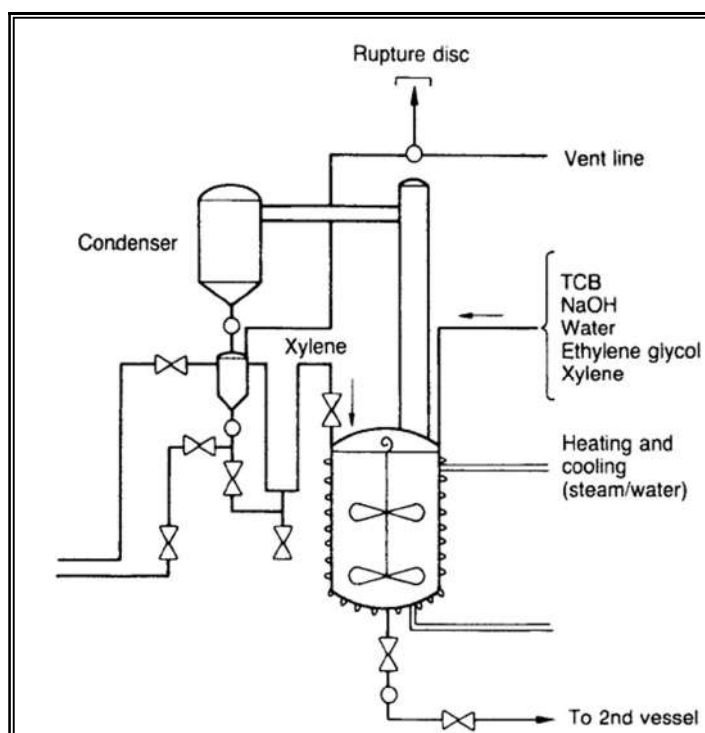 Rupture disc
Vent line
Condenser
TCB
NaOH
Water
Ethylene glycol
Xylene
Xylene
Heating and
cooling
(steam/water)
To 2nd vessel